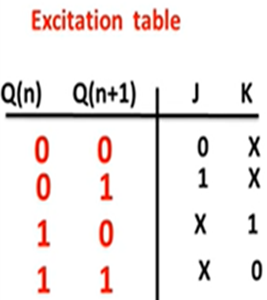 Excitation table
Q(n) Q(n+1) J K
0 0 0 X
0 1 1 X
1 0 X 1
1 1 X 0